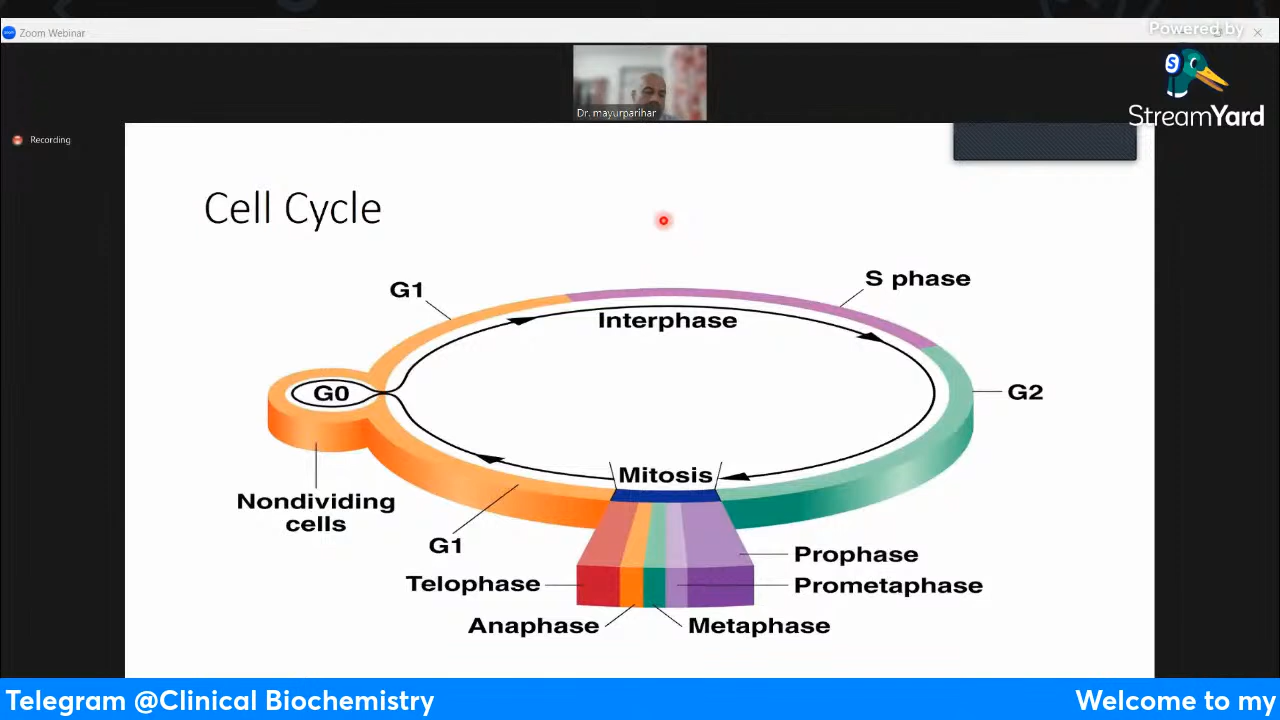 Zoom Webinar
Powered by
StreamYard
Dr. mayurparihar
Recording
Cell Cycle
G1
S phase
Interphase
G0
G2
Mitosis
Nondividing
cells
G1
Prophase
Telophase
Prometaphase
Anaphase
Metaphase
Telegram @Clinical Biochemistry
Welcome to my